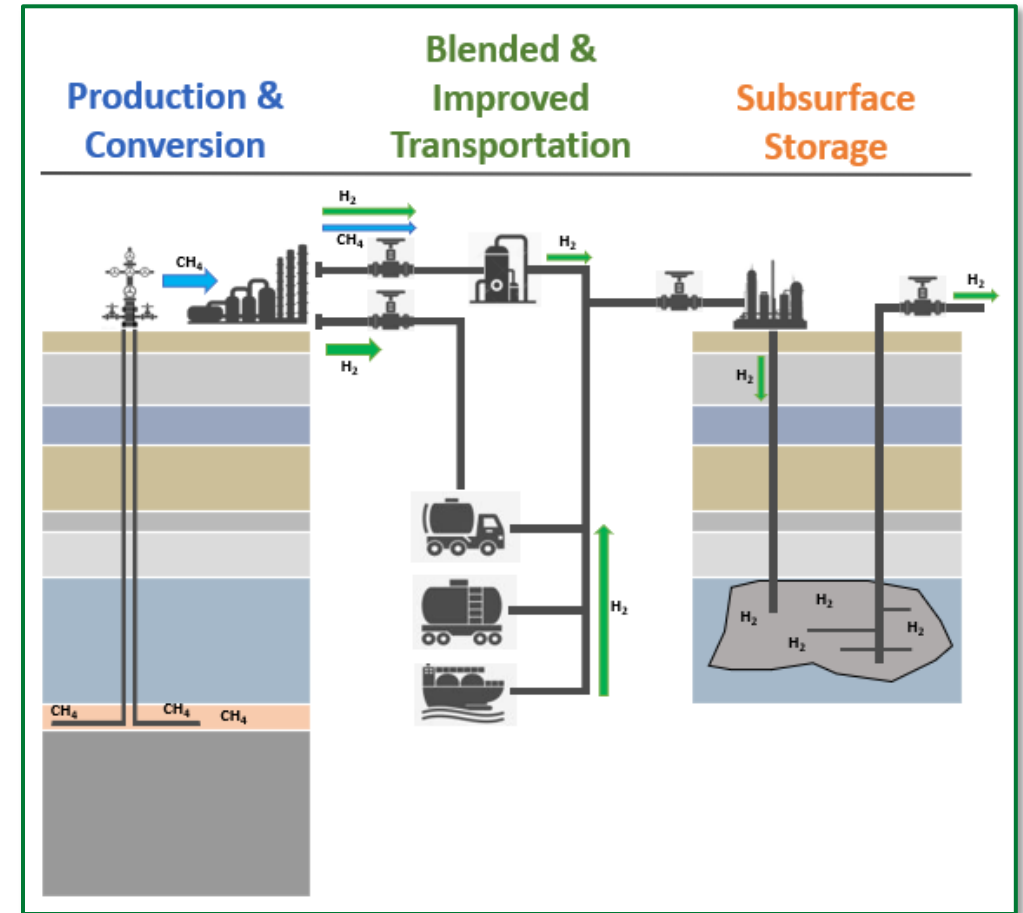 Production &
Conversion
Blended &
Improved
Transportation
Subsurface
Storage
H₂
CH₄
CH₄
H₂
H₂
H₂
H₂
H₂
H₂
H₂
H₂
H₂
CH₄
CH₄
CH₄